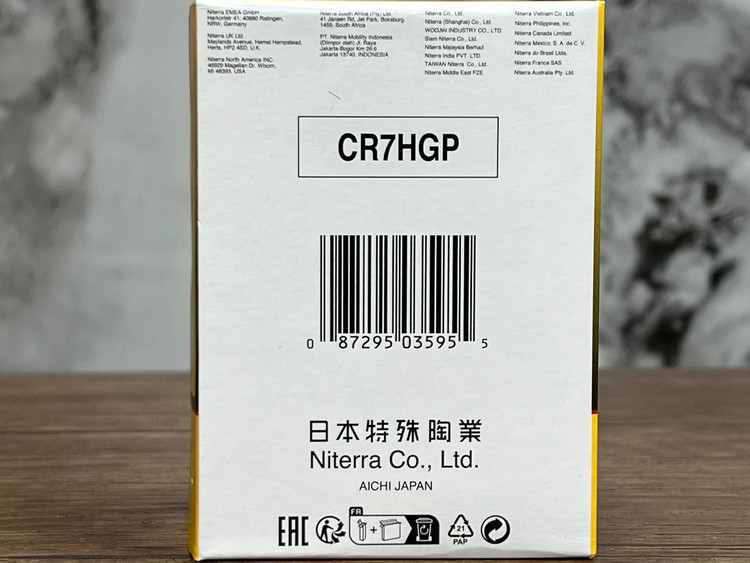 Niterra EMEA GmbH
Harkortstr. 41, 40880 Ratingen,
NRW, Germany
Niterra UK Ltd.
Maylands Avenue, Hemel Hempstead,
Herts, HP2 4SD, U.K.
Niterra North America INC.
46929 Magellan Dr. Wixom,
MI 48393, USA
Niterra South Africa (Pty) Ltd.
41 Jansen Rd, Jet Park, Boksburg,
1459, South Africa
PT. Niterra Mobility Indonesia
(Diimpor oleh) Jl. Raya
Jakarta-Bogor Km 26.6
Jakarta 13740, INDONESIA
Niterra Co., Ltd.
Niterra (Shanghai) Co., Ltd.
WOOJIN INDUSTRY CO., LTD
Siam Niterra Co., Ltd.
Niterra Malaysia Berhad
Niterra India PVT. LTD.
TAIWAN Niterra Co., Ltd.
Niterra Middle East FZE
Niterra Vietnam Co., Ltd.
Niterra Philippines, Inc.
Niterra Canada Limited
Niterra Mexico, S. A. de C. V.
Niterra do Brasil Ltda.
Niterra France SAS
Niterra Australia Pty. Ltd.
CR7HGP
0 87295 03595 5
日本特殊陶業
Niterra Co., Ltd.
AICHI JAPAN
EAC
FR
+
21
PAP